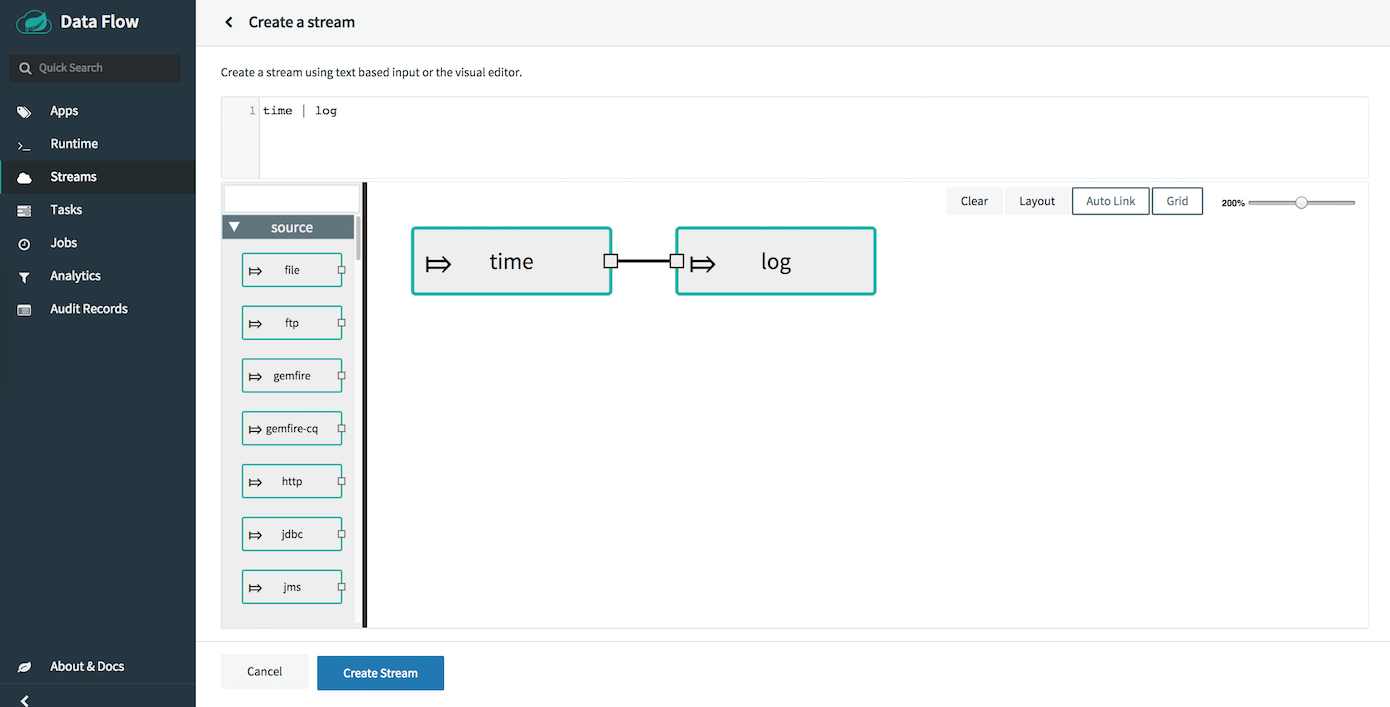 Data Flow
Quick Search
Apps
Runtime
Streams
Tasks
Jobs
Analytics
Audit Records
About & Docs
Create a stream
Create a stream using text based input or the visual editor.
1 time | log
Clear Layout Auto Link Grid 200%
source
file
ftp
gemfire
gemfire-cq
http
jdbc
jms
time log
Cancel Create Stream